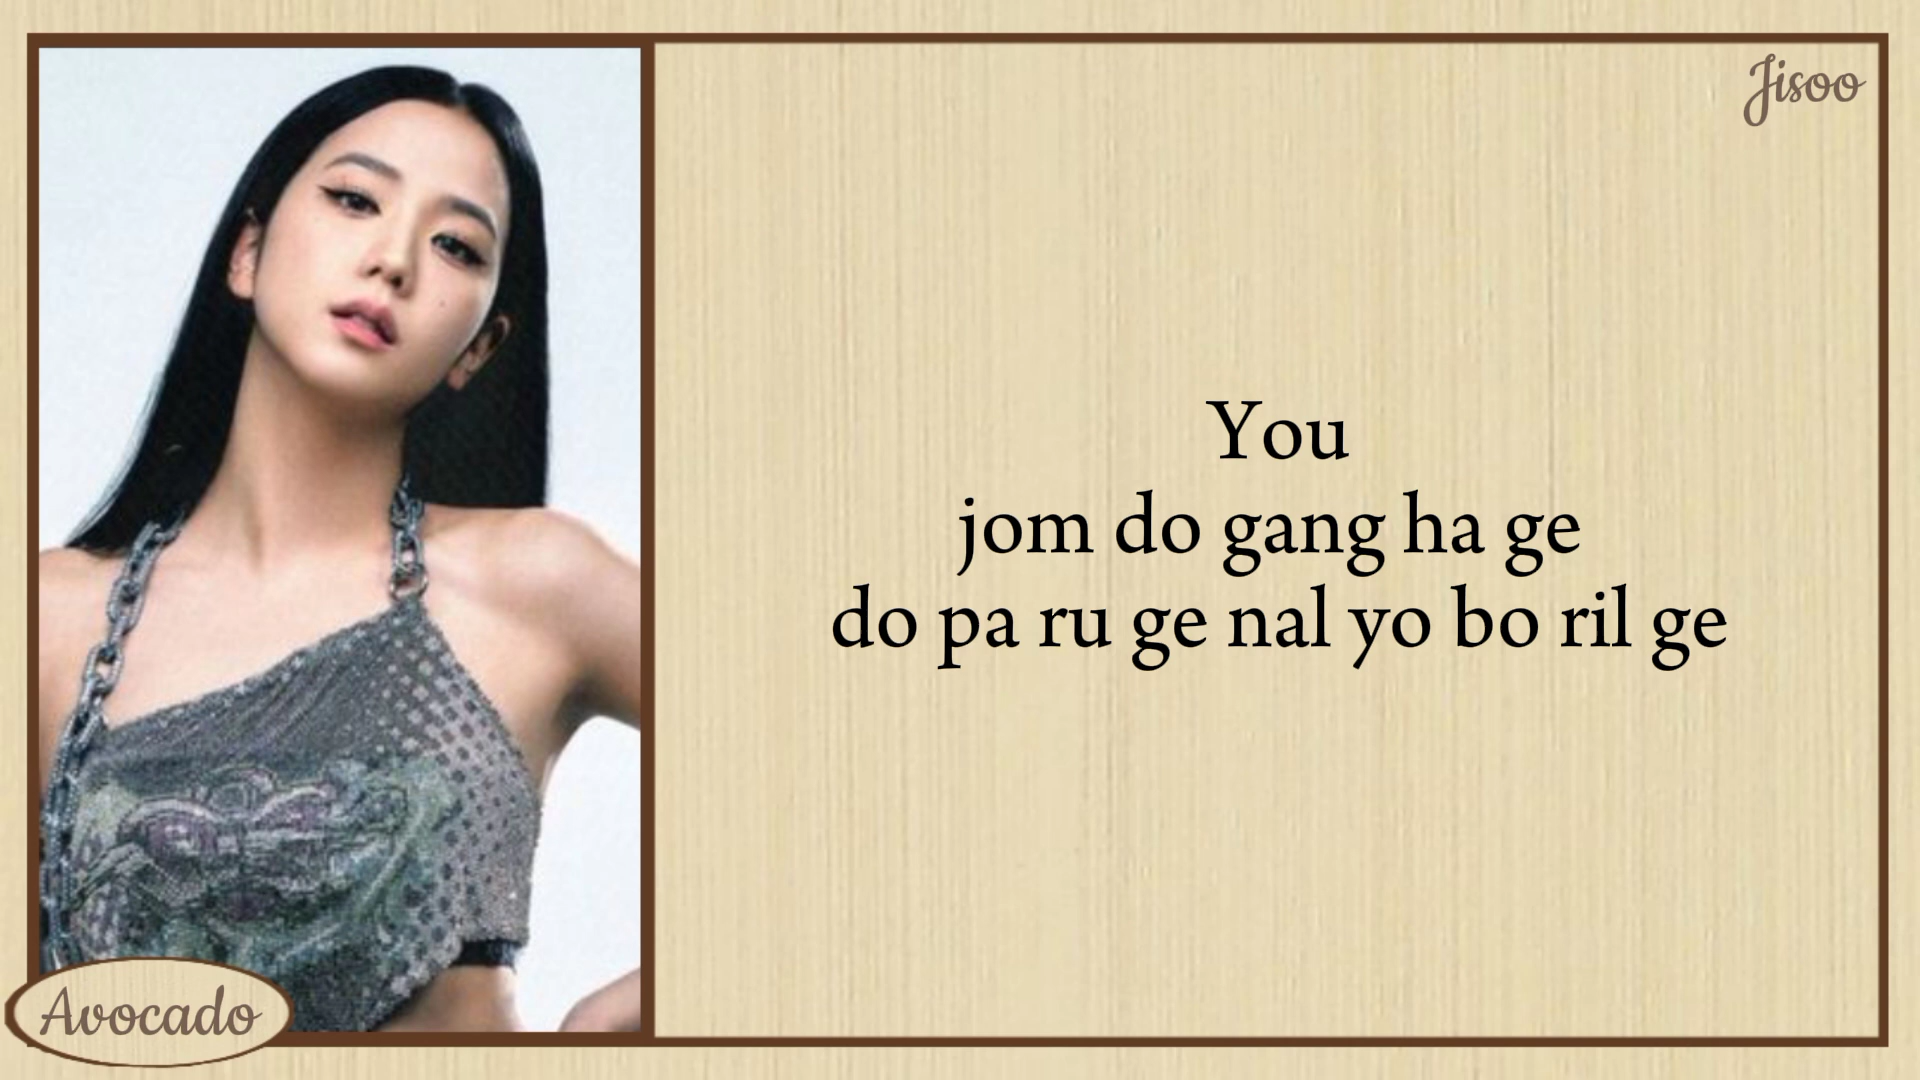 Jisoo
You
jom do gang ha ge
do pa ru ge nal yo bo ril ge
Avocado